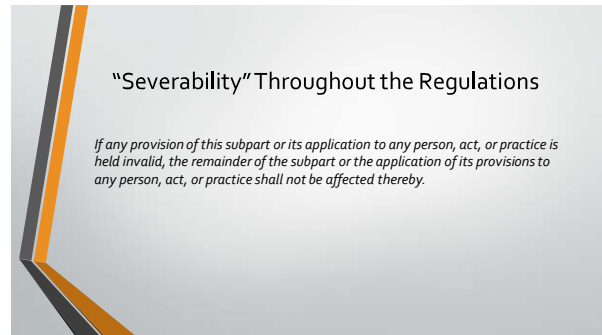 “Severability” Throughout the Regulations
If any provision of this subpart or its application to any person, act, or practice is
held invalid, the remainder of the subpart or the application of its provisions to
any person, act, or practice shall not be affected thereby.